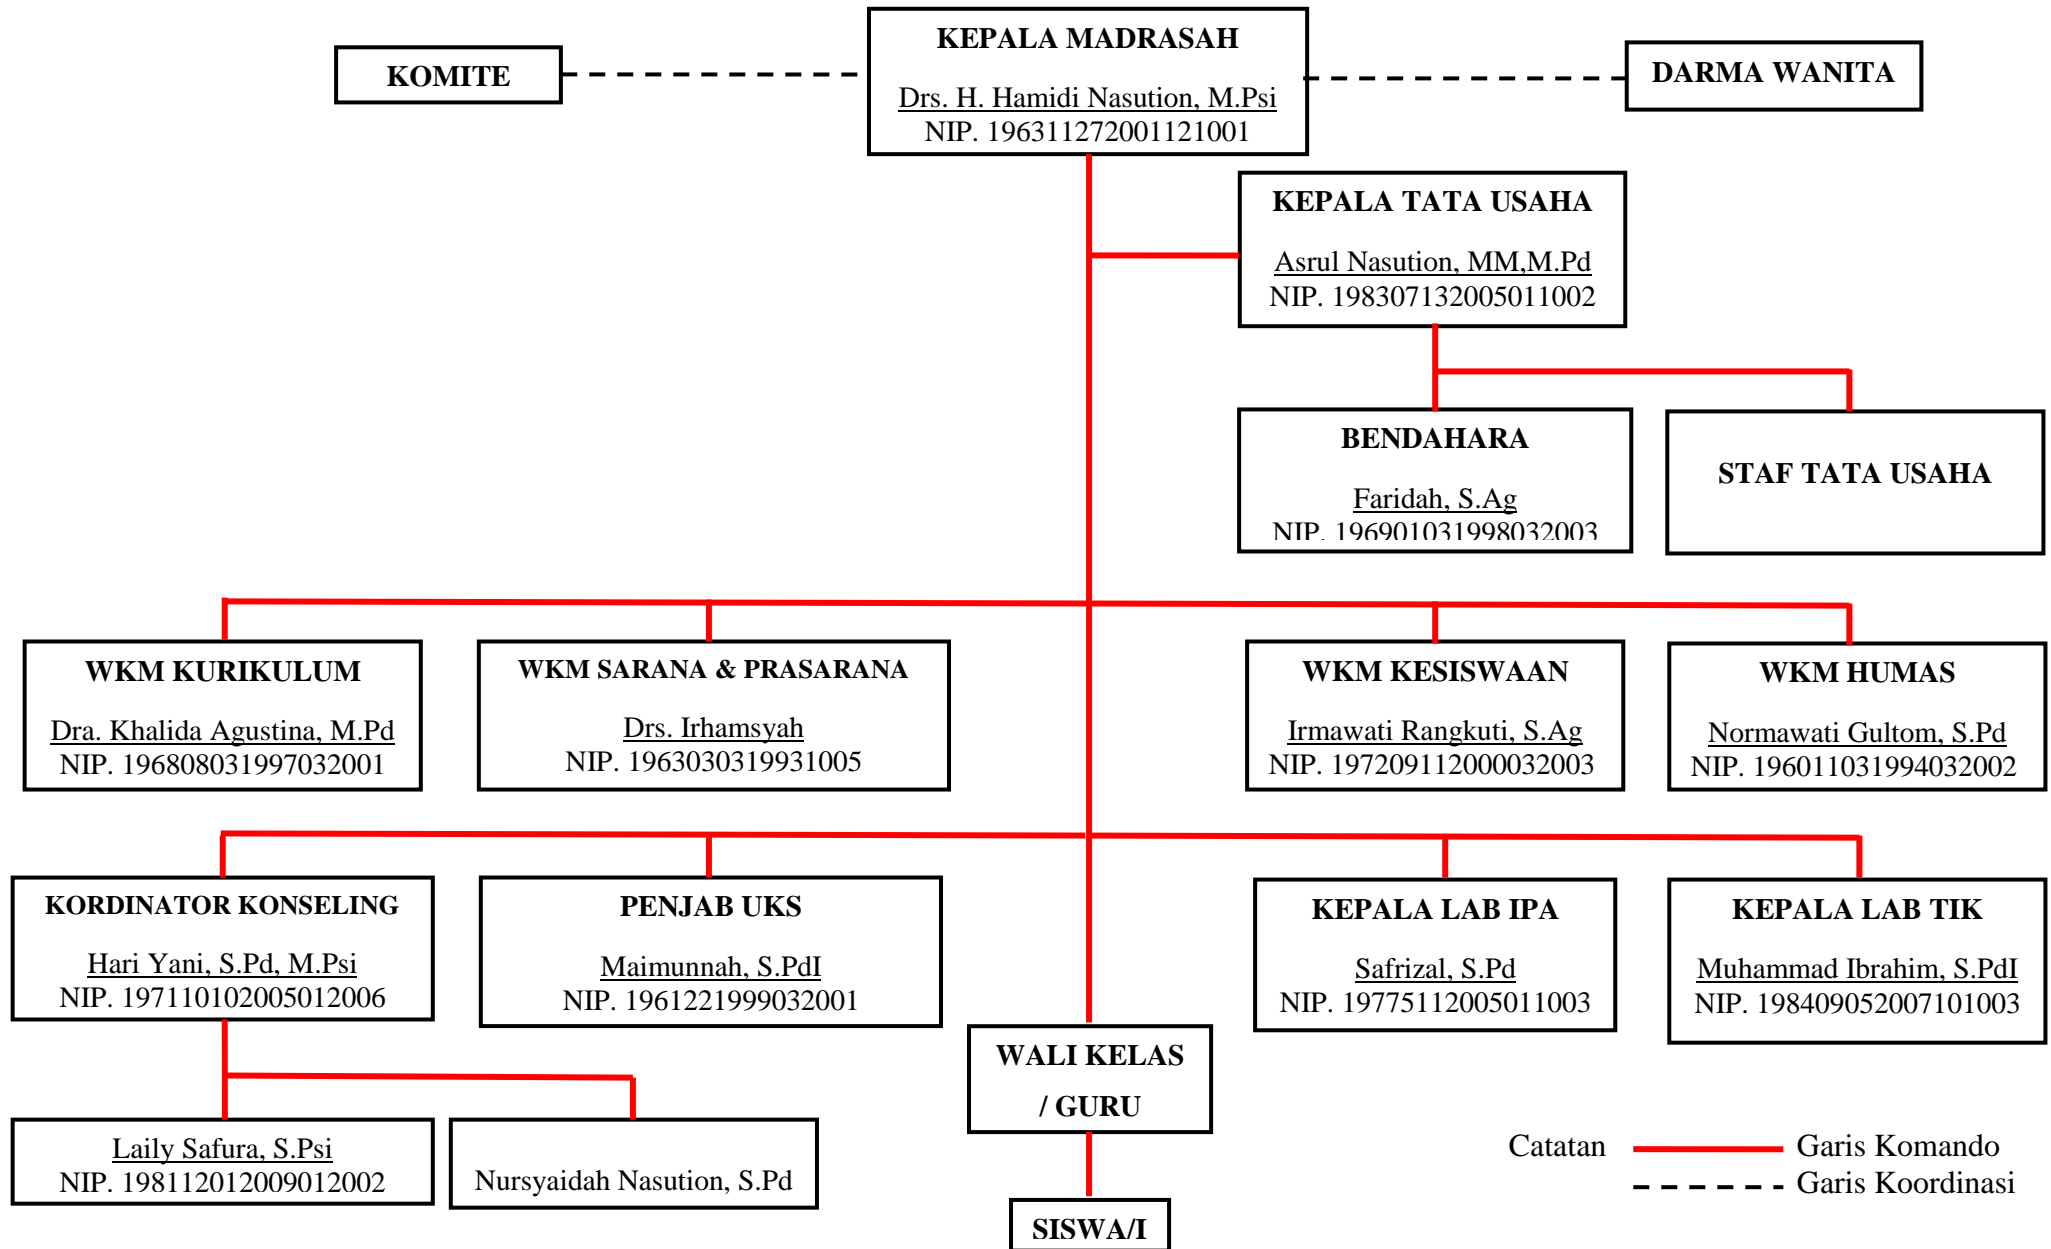 KEPALA MADRASAH
Drs. H. Hamidi Nasution, M.Psi
NIP. 196311272001121001
KOMITE
DARMA WANITA
KEPALA TATA USAHA
Asrul Nasution, MM,M.Pd
NIP. 198307132005011002
BENDAHARA
Faridah, S.Ag
NIP. 196901031998032003
STAF TATA USAHA
WKM KURIKULUM
Dra. Khalida Agustina, M.Pd
NIP. 196808031997032001
WKM SARANA & PRASARANA
Drs. Irhamsyah
NIP. 1963030319931005
WKM KESISWAAN
Irmawati Rangkuti, S.Ag
NIP. 197209112000032003
WKM HUMAS
Normawati Gultom, S.Pd
NIP. 196011031994032002
KORDINATOR KONSELING
Hari Yani, S.Pd, M.Psi
NIP. 197110102005012006
PENJAB UKS
Maimunnah, S.PdI
NIP. 1961221999032001
KEPALA LAB IPA
Safrizal, S.Pd
NIP. 19775112005011003
KEPALA LAB TIK
Muhammad Ibrahim, S.PdI
NIP. 198409052007101003
WALI KELAS
/ GURU
Laily Safura, S.Psi
NIP. 198112012009012002
Nursyaidah Nasution, S.Pd
SISWA/I
Catatan
Garis Komando
Garis Koordinasi